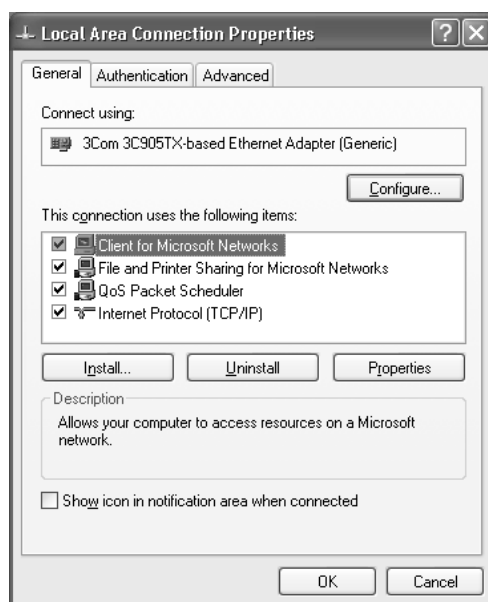 Local Area Connection Properties
General Authentication Advanced
Connect using:
3Com 3C905TX-based Ethernet Adapter (Generic)
Configure...
This connection uses the following items:
Client for Microsoft Networks
File and Printer Sharing for Microsoft Networks
QoS Packet Scheduler
Internet Protocol (TCP/IP)
Install... Uninstall Properties
Description
Allows your computer to access resources on a Microsoft
network.
Show icon in notification area when connected
OK Cancel